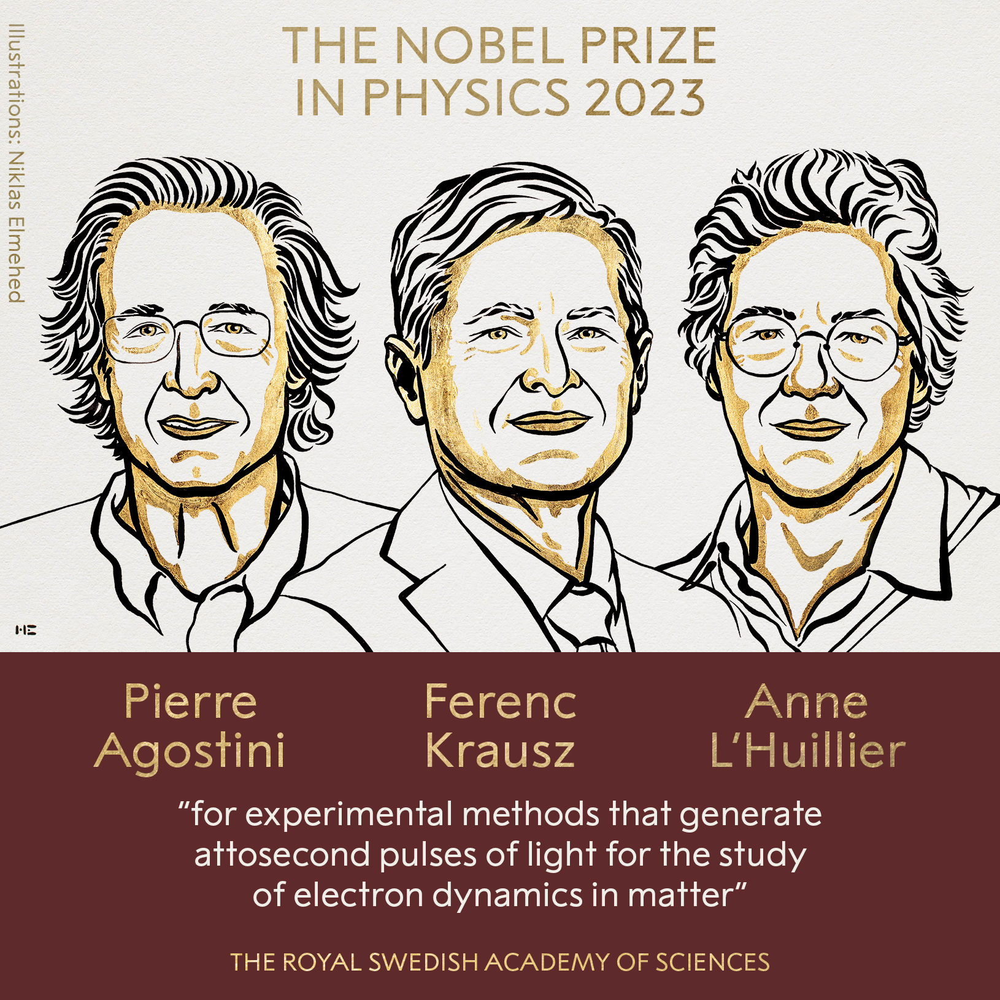 THE NOBEL PRIZE
IN PHYSICS 2023
Illustrations: Niklas Elmehed
Pierre
Agostini
Ferenc
Krausz
Anne
L’Huillier
“for experimental methods that generate
attosecond pulses of light for the study
of electron dynamics in matter”
THE ROYAL SWEDISH ACADEMY OF SCIENCES